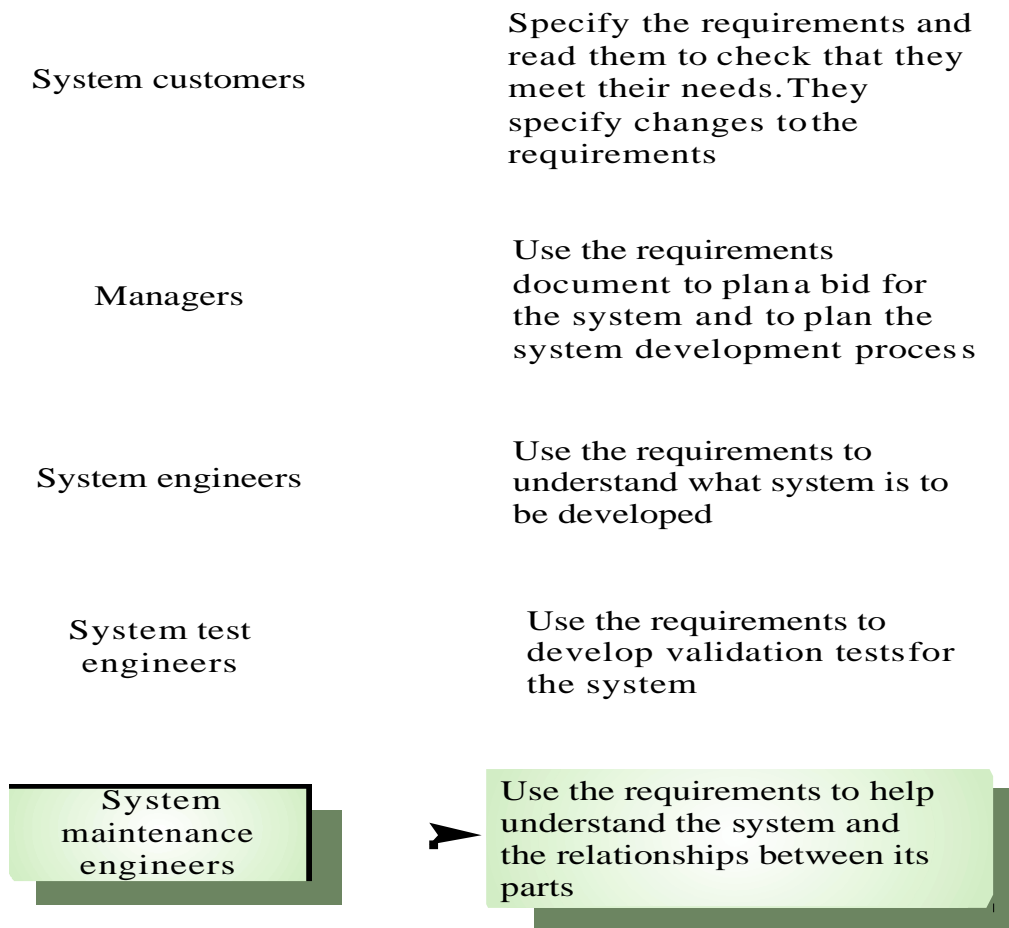 System customers
Specify the requirements and
read them to check that they
meet their needs. They
specify changes to the
requirements
Managers
Use the requirements
document to plan a bid for
the system and to plan the
system development process
System engineers
Use the requirements to
understand what system is to
be developed
System test
engineers
Use the requirements to
develop validation tests for
the system
System
maintenance
engineers
Use the requirements to help
understand the system and
the relationships between its
parts